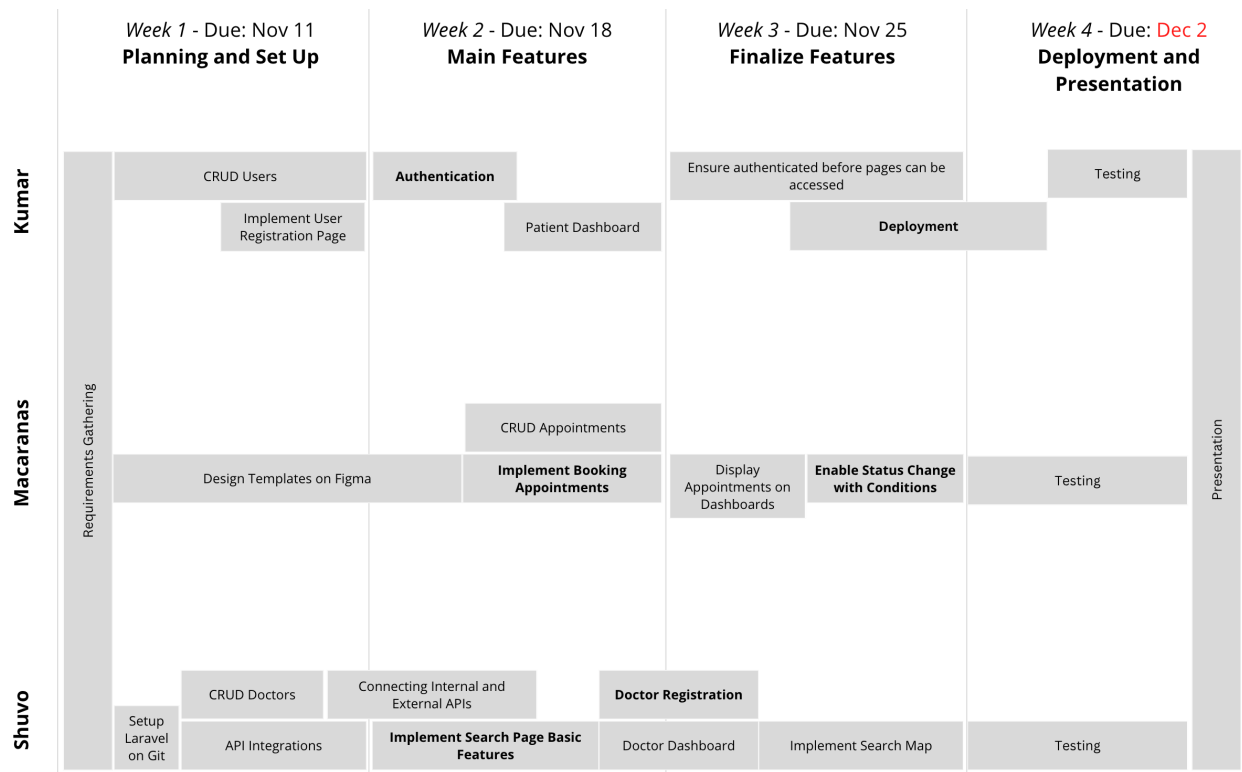 Week 1 - Due: Nov 11
Planning and Set Up
Week 2 - Due: Nov 18
Main Features
Week 3 - Due: Nov 25
Finalize Features
Week 4 - Due: Dec 2
Deployment and
Presentation
Requirements Gathering
Kumar
CRUD Users
Implement User
Registration Page
Authentication
Patient Dashboard
Ensure authenticated before pages can be
accessed
Deployment
Testing
Macaranas
Design Templates on Figma
CRUD Appointments
Implement Booking
Appointments
Display
Appointments on
Dashboards
Enable Status Change
with Conditions
Testing
Shuvo
Setup
Laravel
on Git
CRUD Doctors
API Integrations
Connecting Internal and
External APIs
Implement Search Page Basic
Features
Doctor Registration
Doctor Dashboard
Implement Search Map
Testing
Presentation